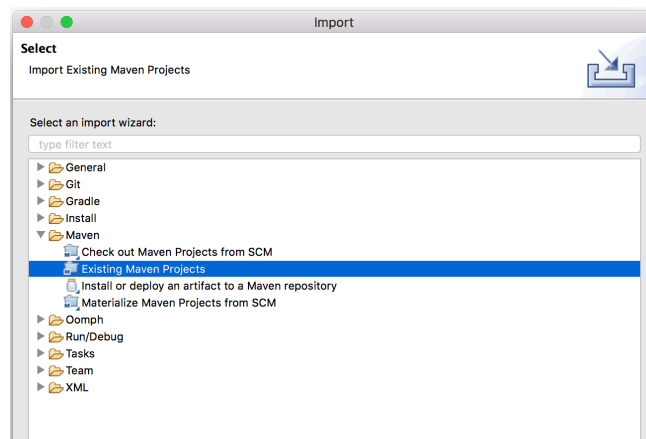 Import
Select
Import Existing Maven Projects
Select an import wizard:
type filter text
General
Git
Gradle
Install
Maven
Check out Maven Projects from SCM
Existing Maven Projects
Install or deploy an artifact to a Maven repository
Materialize Maven Projects from SCM
Oomph
Run/Debug
Tasks
Team
XML